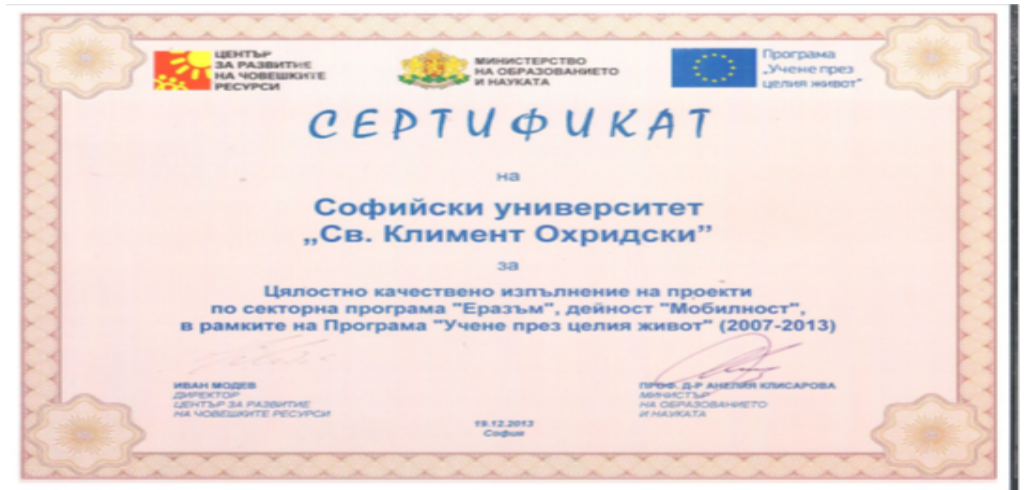 ЦЕНТЪР
ЗА РАЗВИТИЕ
НА ЧОВЕШКИТЕ
РЕСУРСИ
МИНИСТЕРСТВО
НА ОБРАЗОВАНИЕТО
И НАУКАТА
Програма
„Учене през
целия живот“
СЕРТИФИКАТ
на
Софийски университет
„Св. Климент Охридски”
за
Цялостно качествено изпълнение на проекти
по секторна програма "Еразъм", дейност "Мобилност",
в рамките на Програма "Учене през целия живот" (2007-2013)
ИВАН МОДЕВ
ДИРЕКТОР
ЦЕНТЪР ЗА РАЗВИТИЕ
НА ЧОВЕШКИТЕ РЕСУРСИ
ПРОФ. Д-Р АНЕЛИЯ КЛИСАРОВА
МИНИСТЪР
НА ОБРАЗОВАНИЕТО
И НАУКАТА
19.12.2013
София